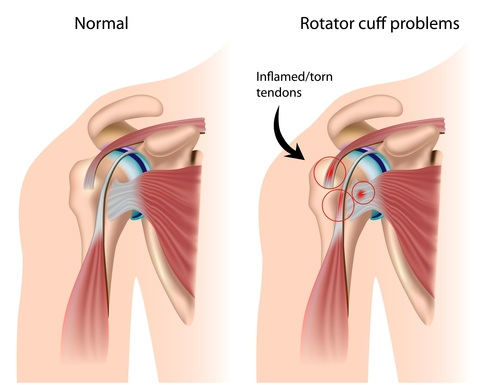 Normal
Rotator cuff problems
Inflamed/torn
tendons